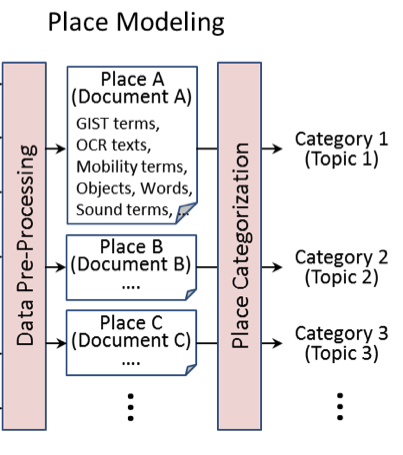 Place Modeling
Data Pre-Processing
Place A
(Document A)
GIST terms,
OCR texts,
Mobility terms,
Objects, Words,
Sound terms, ...
Place B
(Document B)
....
Place C
(Document C)
....
Place Categorization
Category 1
(Topic 1)
Category 2
(Topic 2)
Category 3
(Topic 3)